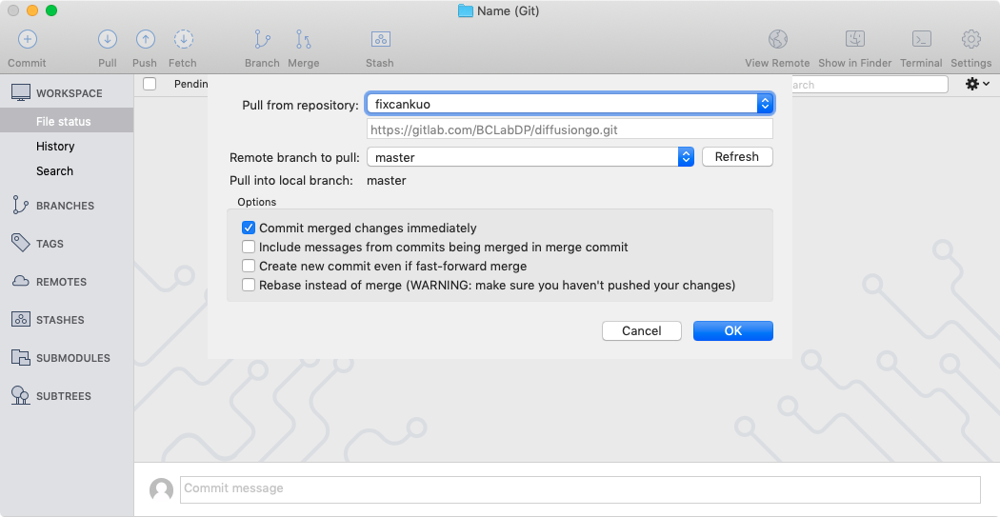 Name (Git)
Commit Pull Push Fetch Branch Merge Stash View Remote Show in Finder Terminal Settings
WORKSPACE
File status
History
Search
BRANCHES
TAGS
REMOTES
STASHES
SUBMODULES
SUBTREES
Pendin
arch
Pull from repository: fixcankuo
https://gitlab.com/BCLabDP/diffusiongo.git
Remote branch to pull: master Refresh
Pull into local branch: master
Options
Commit merged changes immediately
Include messages from commits being merged in merge commit
Create new commit even if fast-forward merge
Rebase instead of merge (WARNING: make sure you haven't pushed your changes)
Cancel OK
Commit message